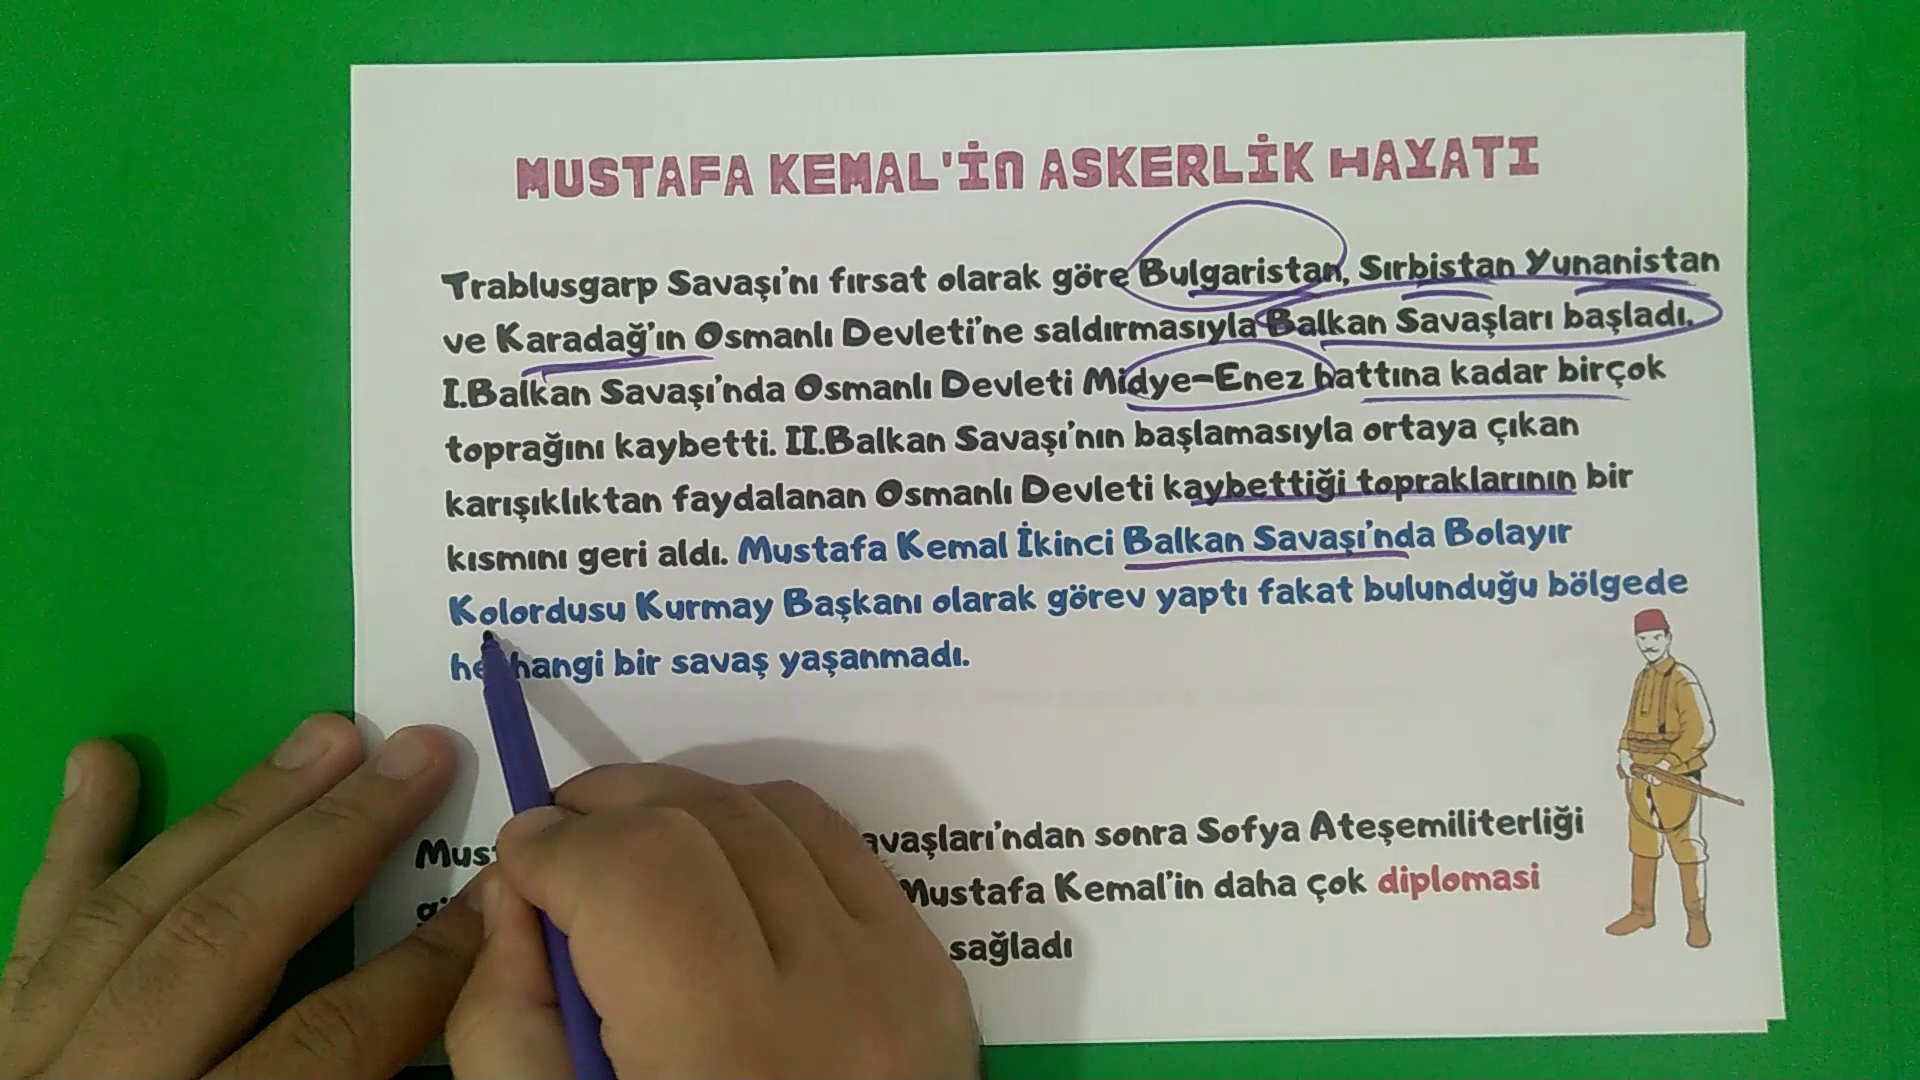 MUSTAFA KEMAL'İN ASKERLİK HAYATI
Trablusgarp Savaşı'nı fırsat olarak göre Bulgaristan, Sırbistan Yunanistan
ve Karadağ'ın Osmanlı Devleti'ne saldırmasıyla Balkan Savaşları başladı.
I.Balkan Savaşı'nda Osmanlı Devleti Midye-Enez hattına kadar birçok
toprağını kaybetti. II.Balkan Savaşı'nın başlamasıyla ortaya çıkan
karışıklıktan faydalanan Osmanlı Devleti kaybettiği topraklarının bir
kısmını geri aldı. Mustafa Kemal İkinci Balkan Savaşı'nda Bolayır
Kolordusu Kurmay Başkanı olarak görev yaptı fakat bulunduğu bölgede
bir savaş yaşanmadı.
sonra Sofya Ateşemiliterliği
Mustafa Kemal'in daha çok diplomasi
sağladı